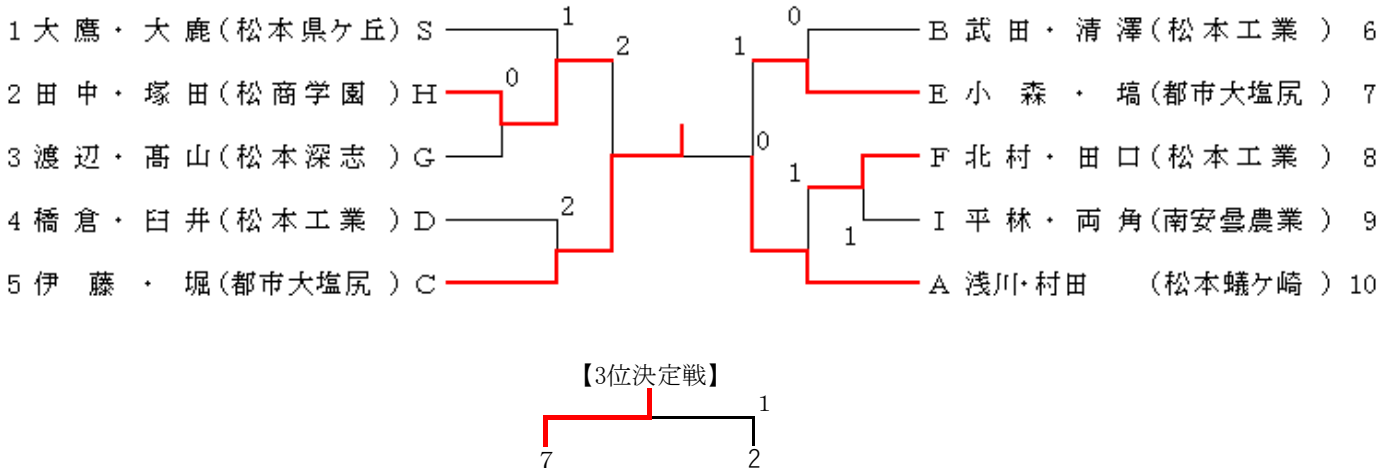 1 大鷹・大鹿(松本県ケ丘) S
1
2
2 田中・塚田(松商学園 ) H
0
3 渡辺・髙山(松本深志 ) G
4 橋倉・臼井(松本工業 ) D
2
5 伊藤・堀(都市大塩尻 ) C
0
1
B 武田・清澤(松本工業 ) 6
E 小森・塙(都市大塩尻 ) 7
0
1
F 北村・田口(松本工業 ) 8
1
I 平林・両角(南安曇農業 ) 9
A 浅川・村田 (松本蟻ケ崎 ) 10
【3位決定戦】
1
7 2